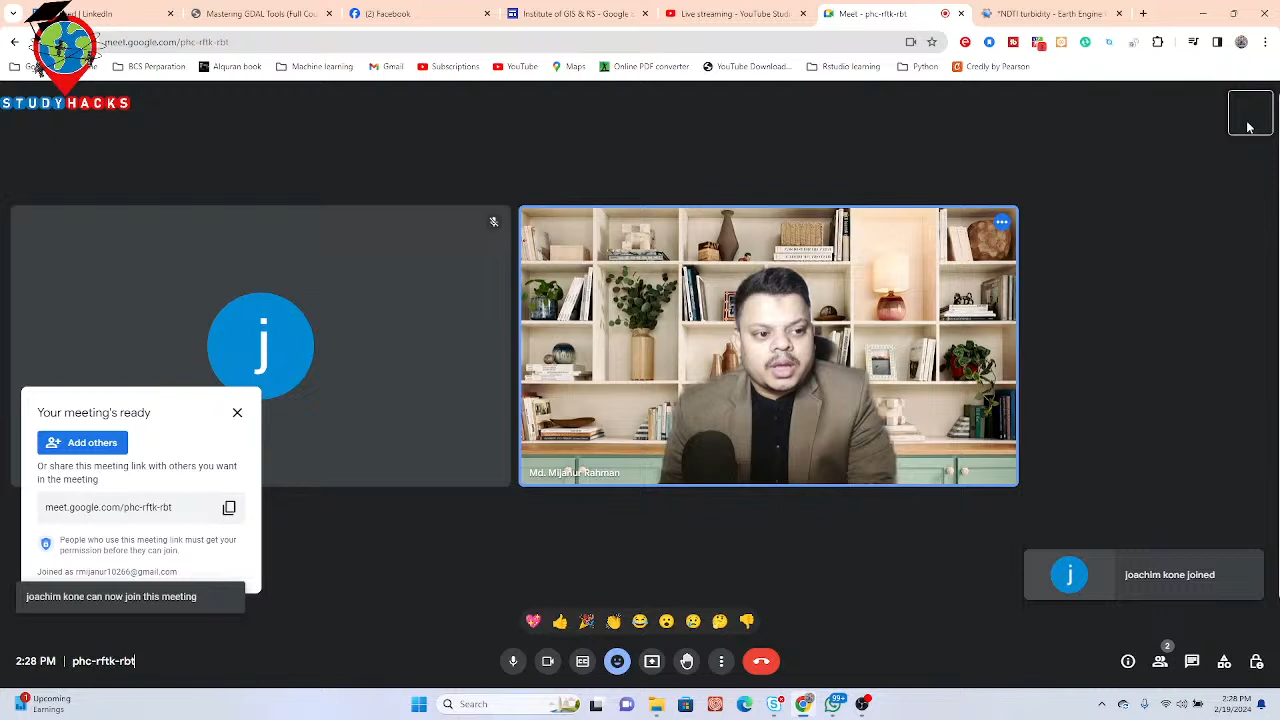 Mastering GDAL Tools (Full Cou
(2) Facebook
Institute of GIS & RS - Google S
Live streaming - YouTube
Meet - phc-rftk-rbt
"NDTI turbidity - Earth Engine
meet.google.com/phc-rftk-rbt
BCS Perparation
Alquran book
Machine learning
Gmail
Subscriptions
YouTube
Maps
Online PDF converter
Youtube Download...
Rstudio learning
Python
Credly by Pearson
STUDYHACKS
j
Your meeting's ready
Add others
Or share this meeting link with others you want
in the meeting
meet.google.com/phc-rftk-rbt
People who use this meeting link must get your
permission before they can join.
Joined as rmijanur10266@gmail.com
joachim kone can now join this meeting
Md. Mijanur Rahman
j
joachim kone joined
2:28 PM | phc-rftk-rbt
2
1
Upcoming
Earnings
Search
99+
2:28 PM
2/19/2024